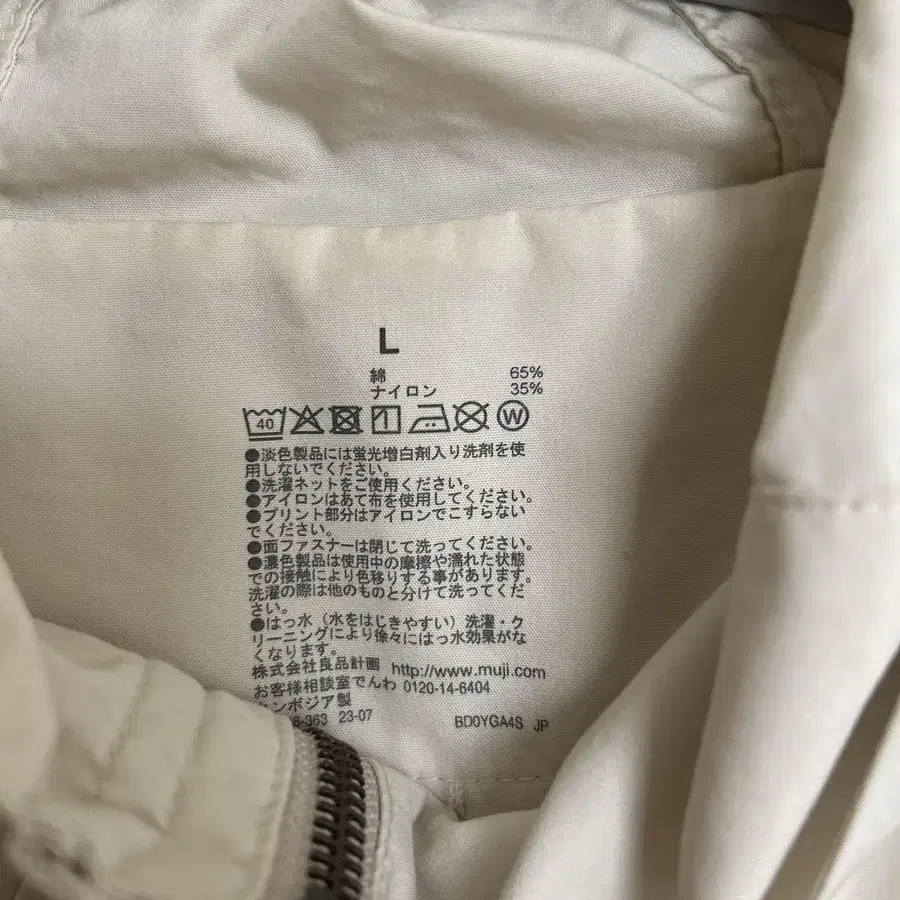 L
綿 65%
ナイロン 35%
40 W
●淡色製品には蛍光増白剤入り洗剤を使
用しないでください。
●洗濯ネットをご使用ください。
●アイロンはあて布を使用してください。
●プリント部分はアイロンでこすらない
でください。
●面ファスナーは閉じて洗ってください。
●濃色製品は使用中の摩擦や濡れた状態
での接触により色移りする事があります。
洗濯の際は他のものと分けて洗ってくだ
さい。
●はっ水（水をはじきやすい）洗濯・ク
リーニングにより徐々にはっ水効果がな
くなります。
株式会社良品計画 http://www.muji.com
お客様相談室でんわ 0120-14-6404
カンボジア製
6-363 23-07 BD0YGA4S JP